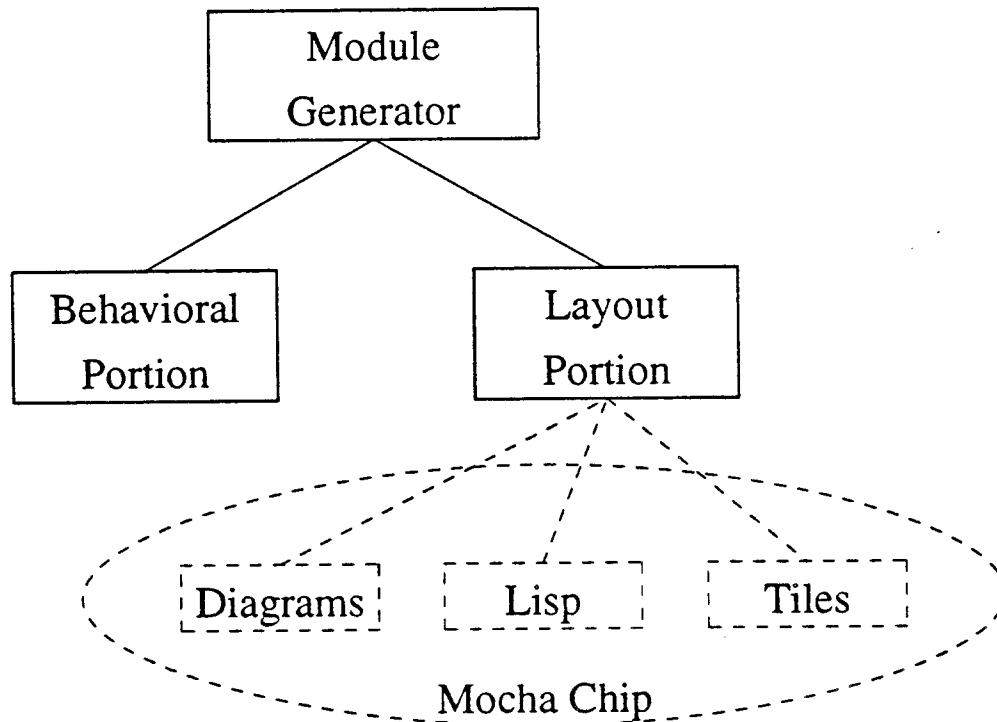 Module
Generator
Behavioral
Portion
Layout
Portion
Diagrams
Lisp
Tiles
Mocha Chip